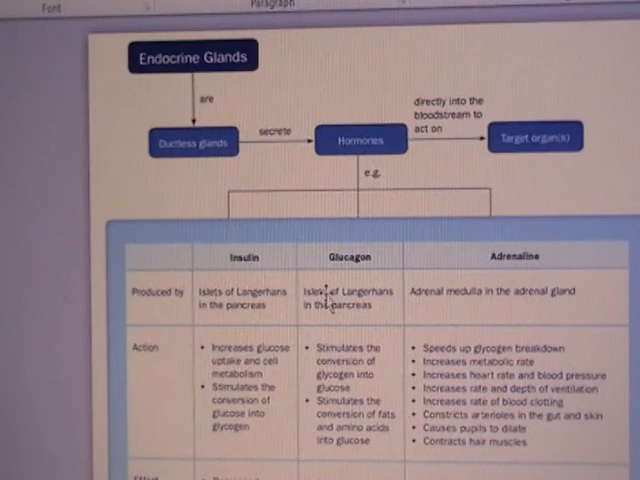 Font
Paragraph
Endocrine Glands
are
Ductless glands
secrete
Hormones
directly into the
bloodstream to
act on
Target organ(s)
e.g.
Insulin
Glucagon
Adrenaline
Produced by
Islets of Langerhans
in the pancreas
Islets of Langerhans
in the pancreas
Adrenal medulla in the adrenal gland
Action
• Increases glucose
uptake and cell
metabolism
• Stimulates the
conversion of
glucose into
glycogen
• Stimulates the
conversion of
glycogen into
glucose
• Stimulates the
conversion of fats
and amino acids
into glucose
• Speeds up glycogen breakdown
• Increases metabolic rate
• Increases heart rate and blood pressure
• Increases rate and depth of ventilation
• Increases rate of blood clotting
• Constricts arterioles in the gut and skin
• Causes pupils to dilate
• Contracts hair muscles